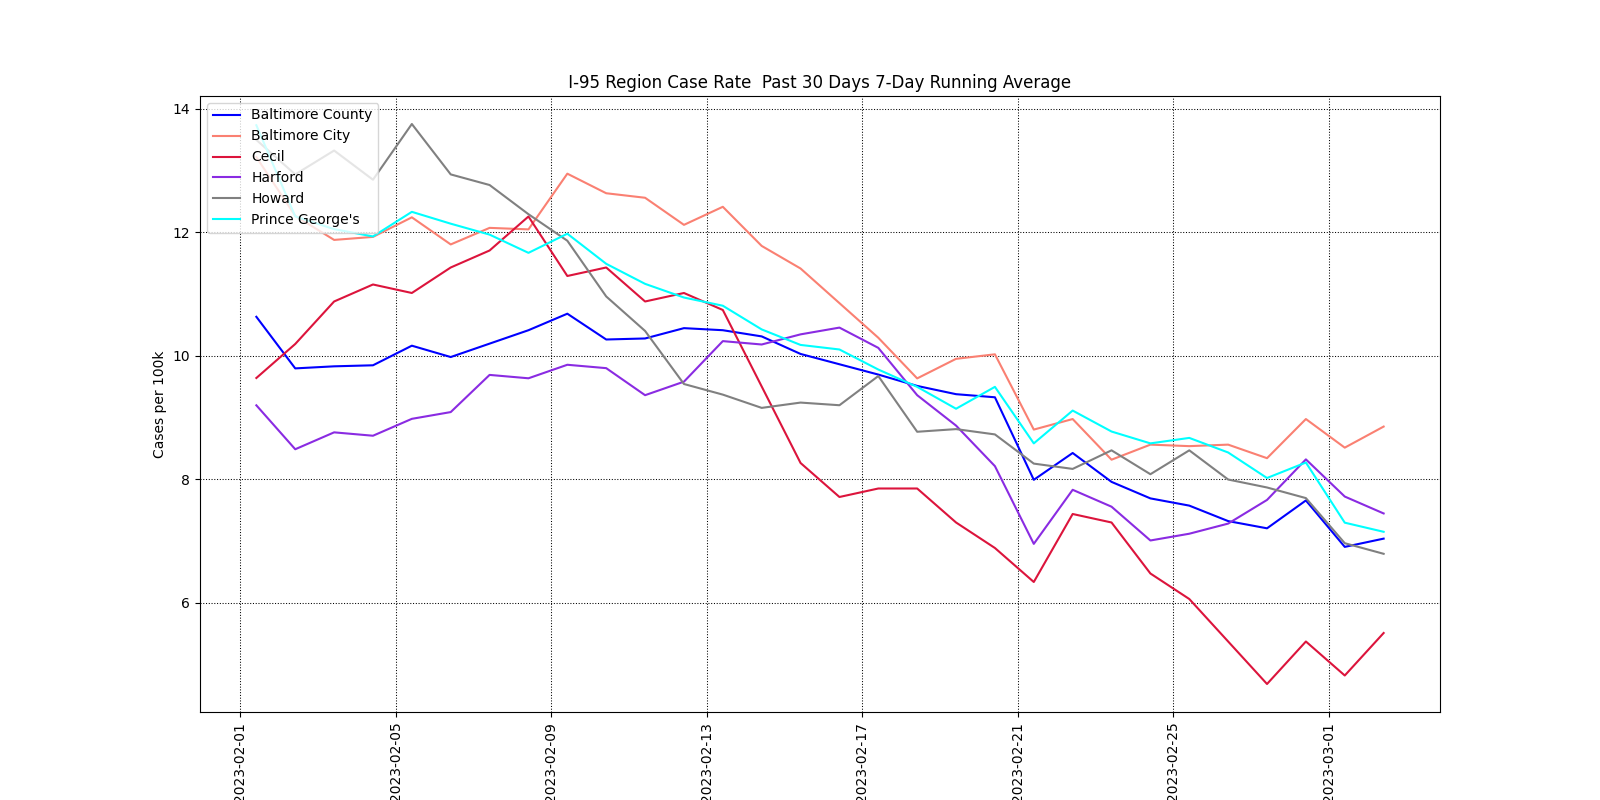 I-95 Region Case Rate  Past 30 Days 7-Day Running Average
14
12
10
8
6
Cases per 100k
Baltimore County
Baltimore City
Cecil
Harford
Howard
Prince George's
2023-02-01
2023-02-05
2023-02-09
2023-02-13
2023-02-17
2023-02-21
2023-02-25
2023-03-01